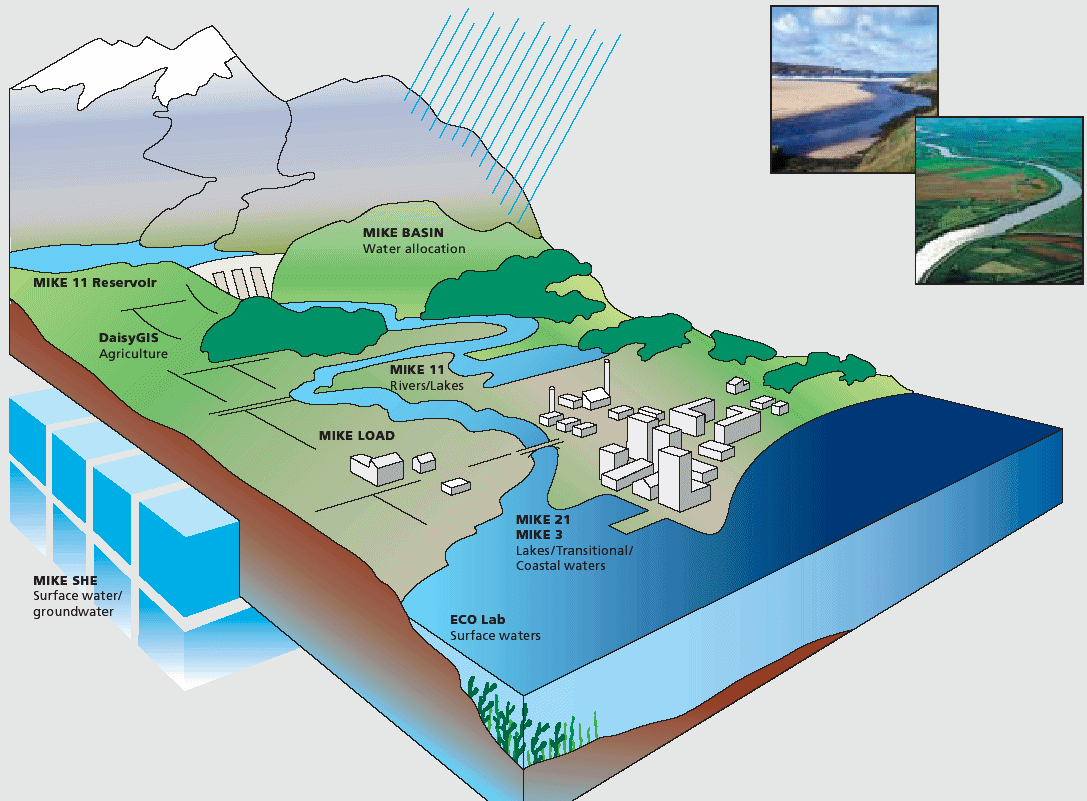 MIKE BASIN
Water allocation
MIKE 11 Reservoir
DaisyGIS
Agriculture
MIKE 11
Rivers/Lakes
MIKE LOAD
MIKE 21
MIKE 3
Lakes/Transitional/
Coastal waters
MIKE SHE
Surface water/
groundwater
ECO Lab
Surface waters